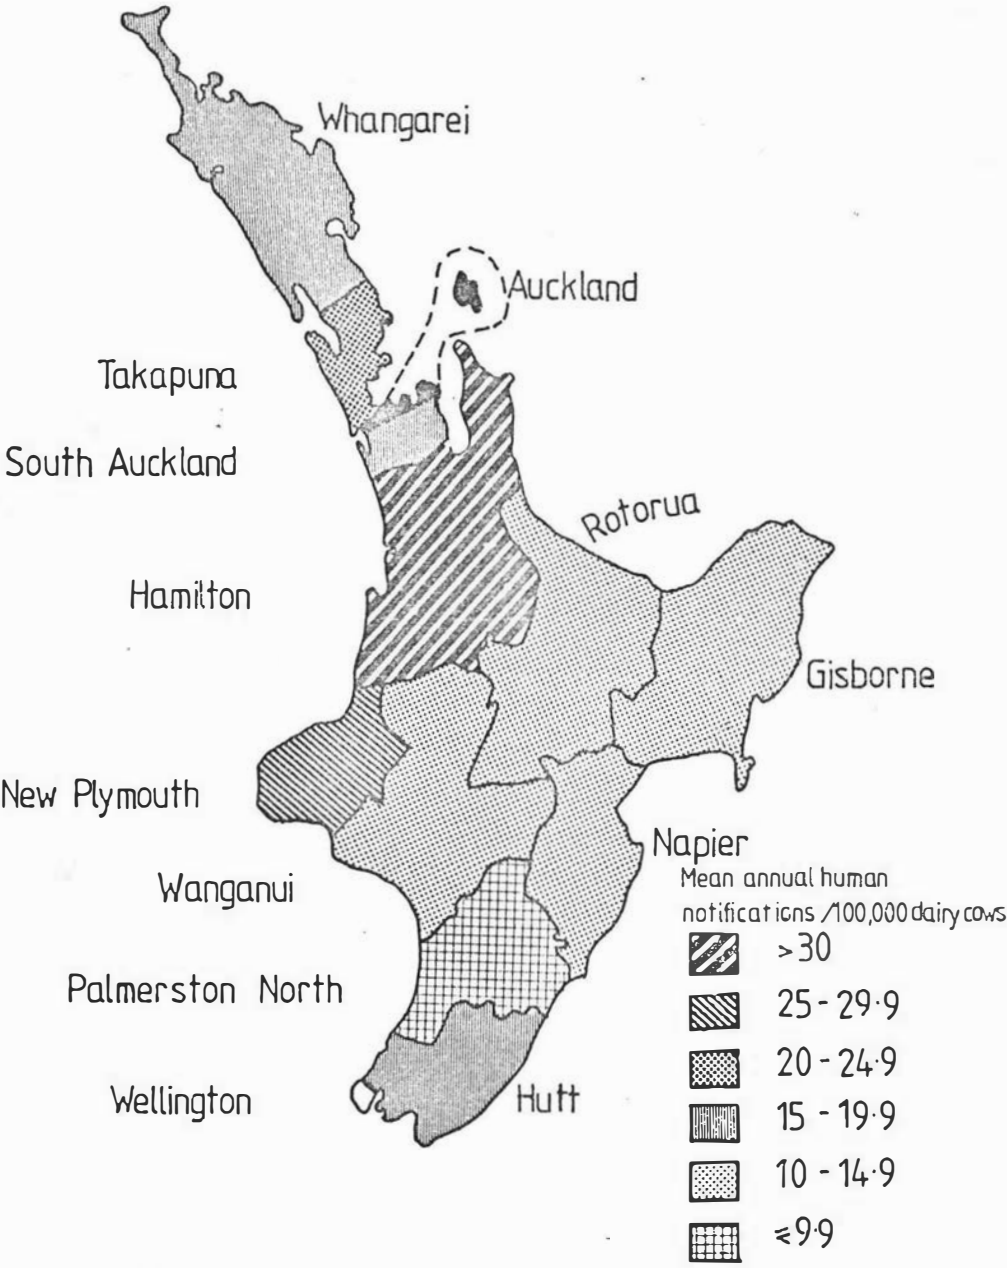 Whangarei
Auckland
Takapuna
South Auckland
Rotorua
Hamilton
Gisborne
New Plymouth
Napier
Wanganui
Palmerston North
Wellington
Hutt
Mean annual human
notifications /100,000 dairy cows
>30
25 - 29·9
20 - 24·9
15 - 19·9
10 - 14·9
⩽9·9